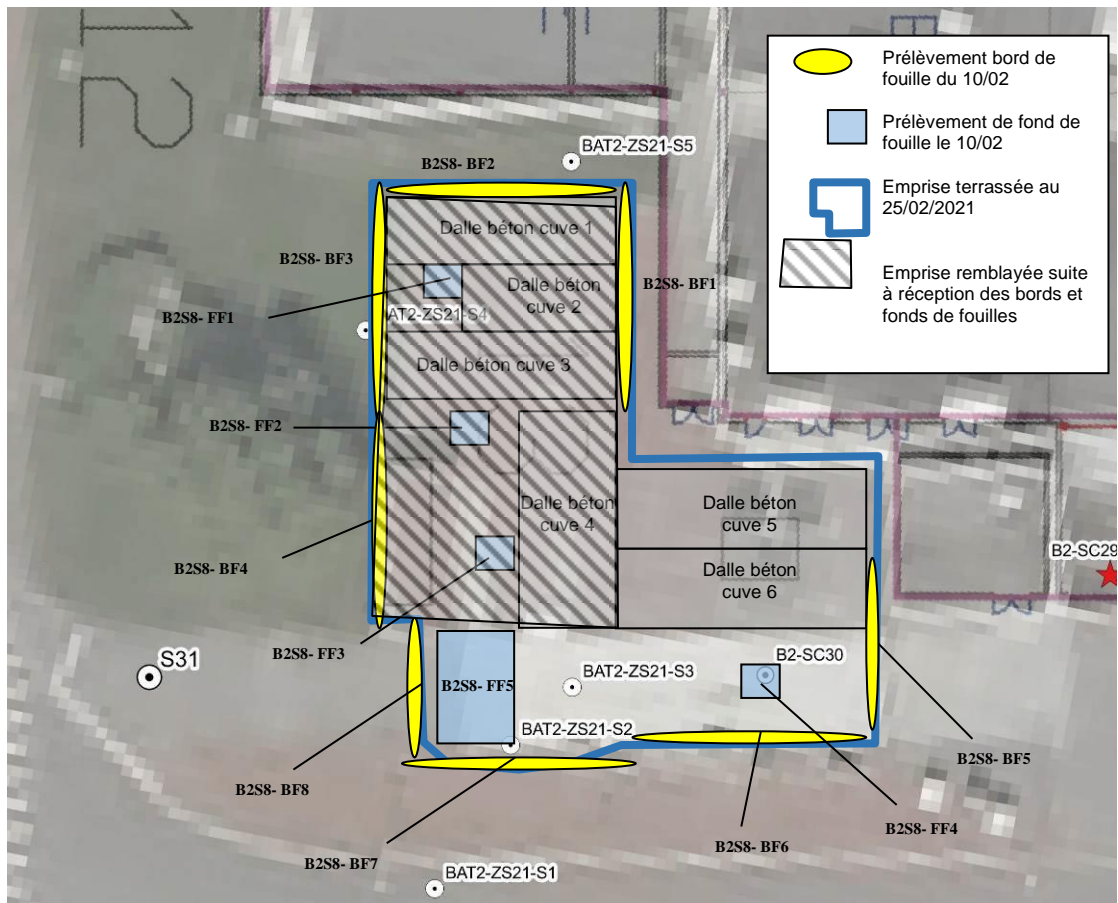 Prélèvement bord de
fouille du 10/02
Prélèvement de fond de
fouille le 10/02
Emprise terrassée au
25/02/2021
Emprise remblayée suite
à réception des bords et
fonds de fouilles
BAT2-ZS21-S5
B2S8- BF2
Dalle béton cuve 1
B2S8- BF3
Dalle béton
cuve 2
B2S8- BF1
B2S8- FF1
AT2-ZS21-S4
Dalle béton cuve 3
B2S8- FF2
Dalle béton
cuve 4
Dalle béton
cuve 5
B2-SC29
B2S8- BF4
Dalle béton
cuve 6
B2S8- FF3
S31
B2-SC30
B2S8- FF5
BAT2-ZS21-S3
BAT2-ZS21-S2
B2S8- BF5
B2S8- BF8
B2S8- FF4
B2S8- BF6
B2S8- BF7
BAT2-ZS21-S1